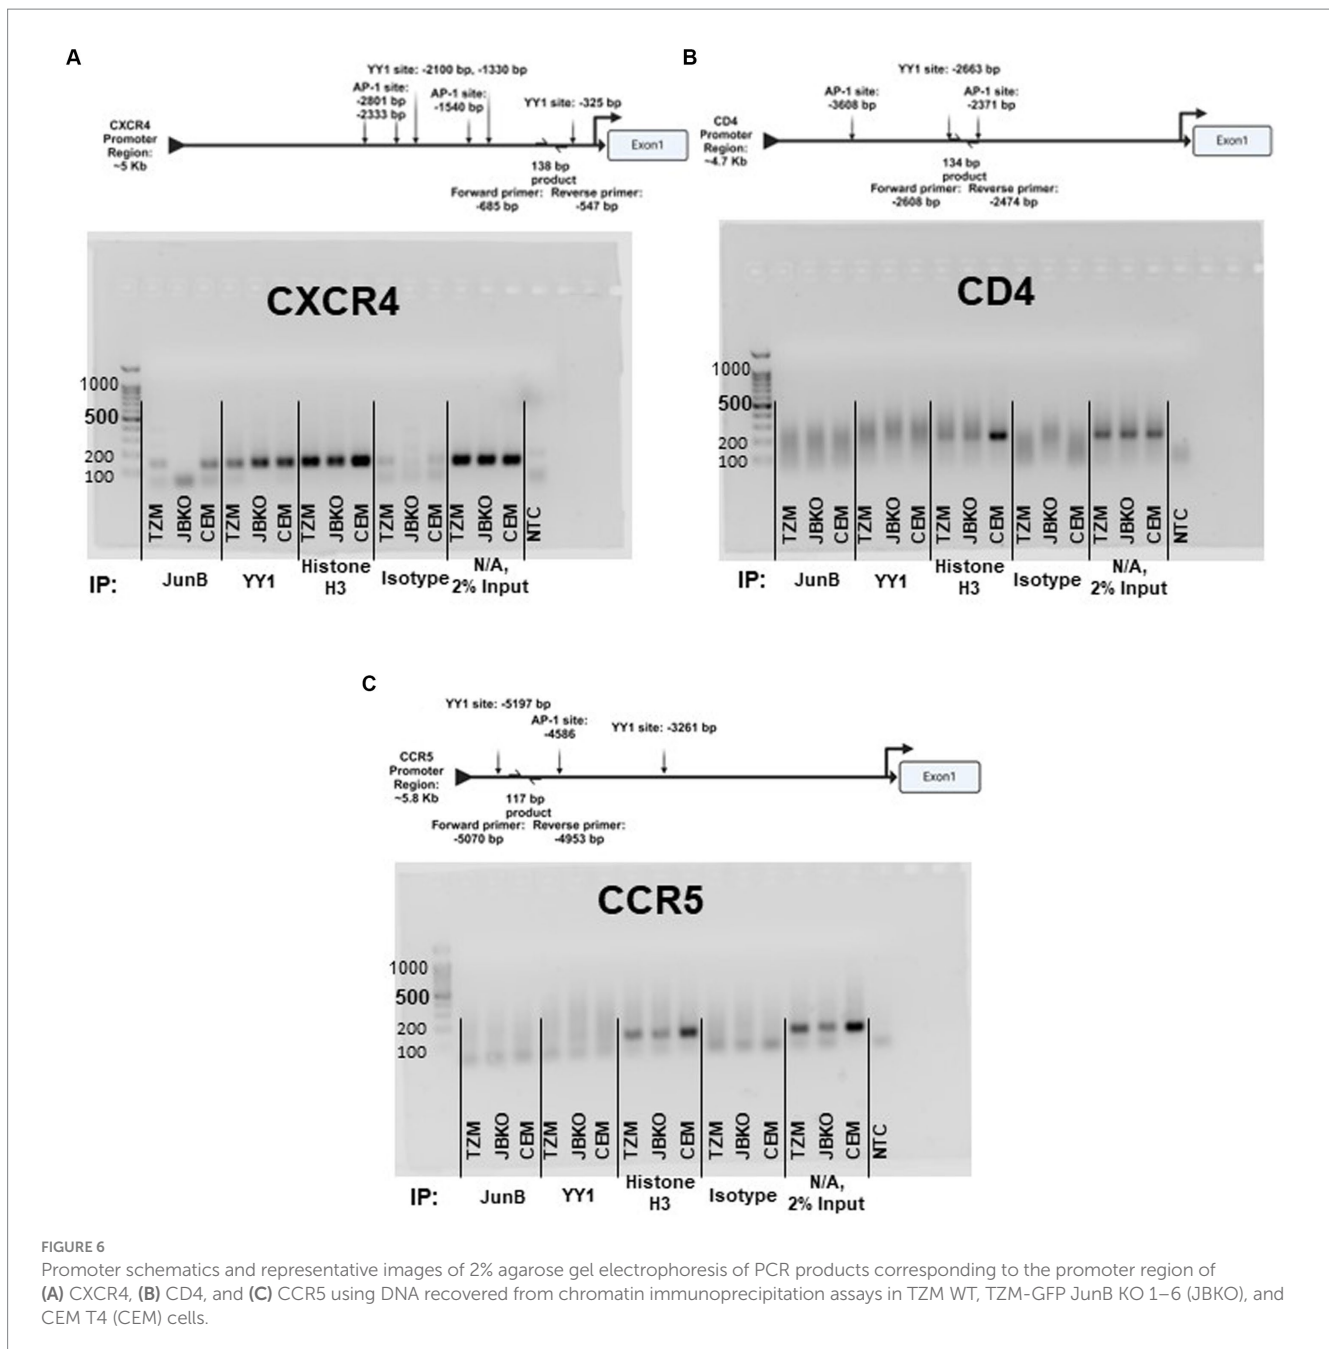 A
YY1 site: -2100 bp, -1330 bp
AP-1 site:
-2801 bp
-2333 bp
AP-1 site:
-1540 bp
YY1 site: -325 bp
CXCR4
Promoter
Region:
~5 Kb
Exon1
138 bp
product
Forward primer: Reverse primer:
-685 bp -547 bp
CXCR4
1000
500
200
100
TZM JBKO CEM TZM JBKO CEM TZM JBKO CEM TZM JBKO CEM TZM JBKO CEM NTC
IP: JunB YY1 Histone H3 Isotype N/A, 2% Input
B
YY1 site: -2663 bp
AP-1 site:
-3608 bp
AP-1 site:
-2371 bp
CD4
Promoter
Region:
~4.7 Kb
Exon1
134 bp
product
Forward primer: Reverse primer:
-2608 bp -2474 bp
CD4
1000
500
200
100
TZM JBKO CEM TZM JBKO CEM TZM JBKO CEM TZM JBKO CEM TZM JBKO CEM NTC
IP: JunB YY1 Histone H3 Isotype N/A, 2% Input
C
YY1 site: -5197 bp
AP-1 site:
-4586
YY1 site: -3261 bp
CCR5
Promoter
Region:
~5.8 Kb
Exon1
117 bp
product
Forward primer: Reverse primer:
-5070 bp -4953 bp
CCR5
1000
500
200
100
TZM JBKO CEM TZM JBKO CEM TZM JBKO CEM TZM JBKO CEM TZM JBKO CEM NTC
IP: JunB YY1 Histone H3 Isotype N/A, 2% Input
FIGURE 6
Promoter schematics and representative images of 2% agarose gel electrophoresis of PCR products corresponding to the promoter region of
(A) CXCR4, (B) CD4, and (C) CCR5 using DNA recovered from chromatin immunoprecipitation assays in TZM WT, TZM-GFP JunB KO 1–6 (JBKO), and
CEM T4 (CEM) cells.